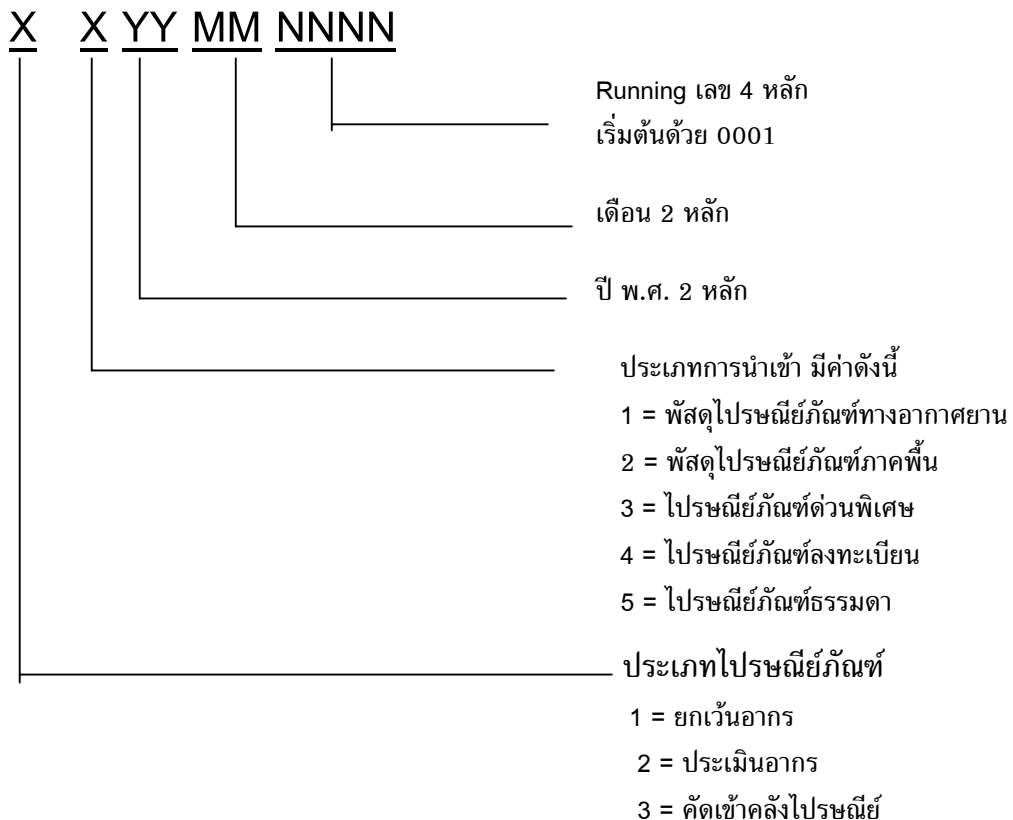 X X YY MM NNNN
Running เลข 4 หลัก
เริ่มต้นด้วย 0001
เดือน 2 หลัก
ปี พ.ศ. 2 หลัก
ประเภทการนำเข้า มีค่าดังนี้
1 = พัสดุไปรษณีย์ภัณฑ์ทางอากาศยาน
2 = พัสดุไปรษณีย์ภัณฑ์ภาคพื้น
3 = ไปรษณีย์ภัณฑ์ด่วนพิเศษ
4 = ไปรษณีย์ภัณฑ์ลงทะเบียน
5 = ไปรษณีย์ภัณฑ์ธรรมดา
ประเภทไปรษณีย์ภัณฑ์
1 = ยกเว้นอากร
2 = ประเมินอากร
3 = คัดเข้าคลังไปรษณีย์